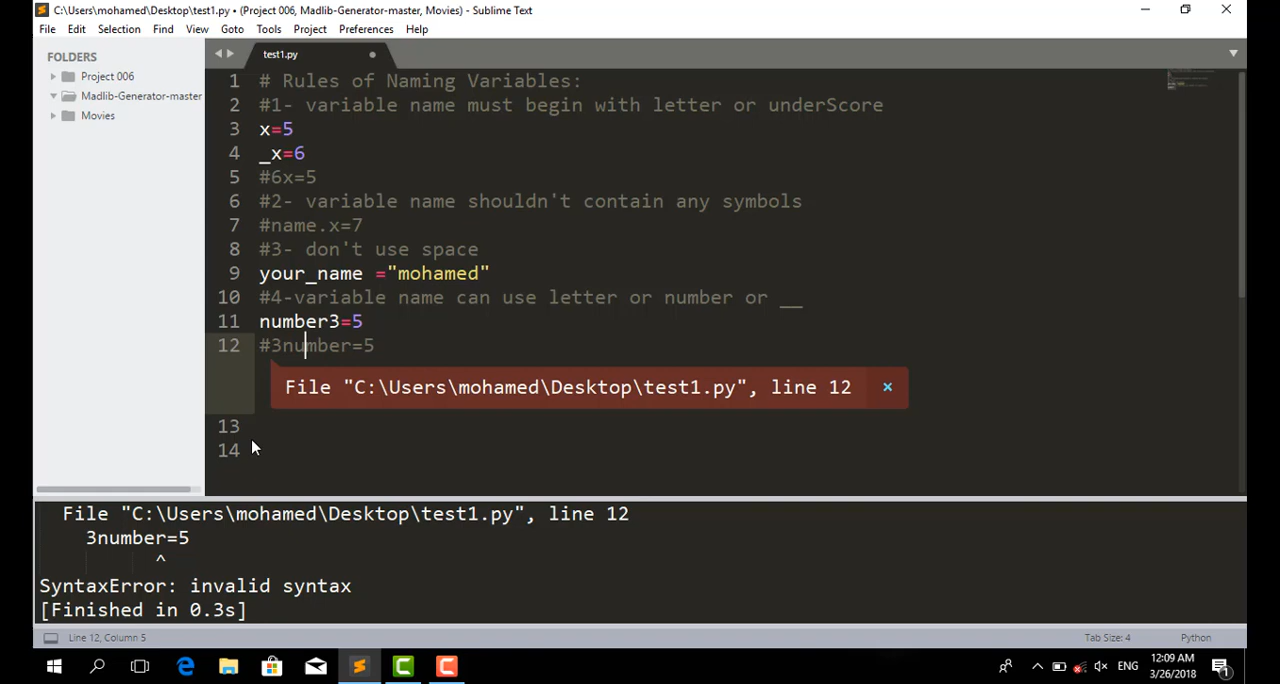 C:\Users\mohamed\Desktop\test1.py • (Project 006, Madlib-Generator-master, Movies) - Sublime Text
File Edit Selection Find View Goto Tools Project Preferences Help
FOLDERS
Project 006
Madlib-Generator-master
Movies
test1.py
1 # Rules of Naming Variables:
2 #1- variable name must begin with letter or underScore
3 x=5
4 _x=6
5 #6x=5
6 #2- variable name shouldn't contain any symbols
7 #name.x=7
8 #3- don't use space
9 your_name ="mohamed"
10 #4-variable name can use letter or number or __
11 number3=5
12 #3number=5
File "C:\Users\mohamed\Desktop\test1.py", line 12 ×
13
14
File "C:\Users\mohamed\Desktop\test1.py", line 12
3number=5
^
SyntaxError: invalid syntax
[Finished in 0.3s]
Line 12, Column 5 Tab Size: 4 Python
ENG 12:09 AM
3/26/2018 1